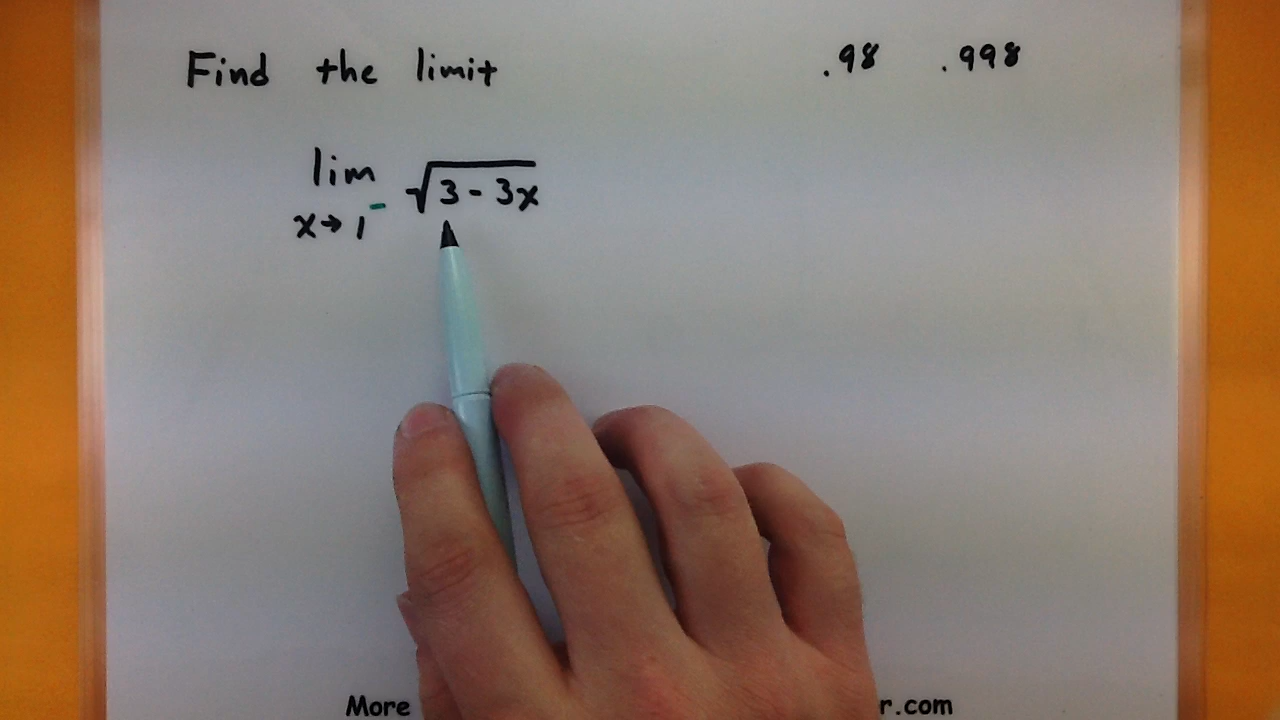 Find the limit .98 .998
lim √(3 - 3x)
x→1⁻
More r.com